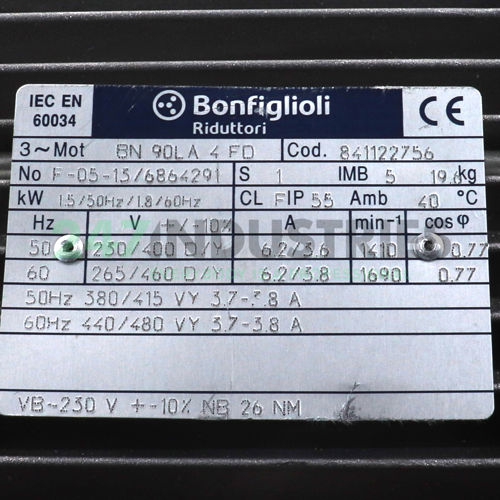 IEC EN
60034
Bonfiglioli
Riduttori
CE
3~Mot BN 90LA 4 FD Cod. 841122756
No F-05-15/6864291 S 1 IMB 5 19.6 kg
kW 1.5/50Hz/1.8/60Hz CL F IP 55 Amb 40 °C
Hz V +/-10% A min-1 cosφ
50 230/400 D/Y 6.2/3.6 1410 0.77
60 265/460 D/Y 6.2/3.8 1690 0.77
50Hz 380/415 VY 3.7-3.8 A
60Hz 440/480 VY 3.7-3.8 A
VB~230 V +-10% NB 26 NM